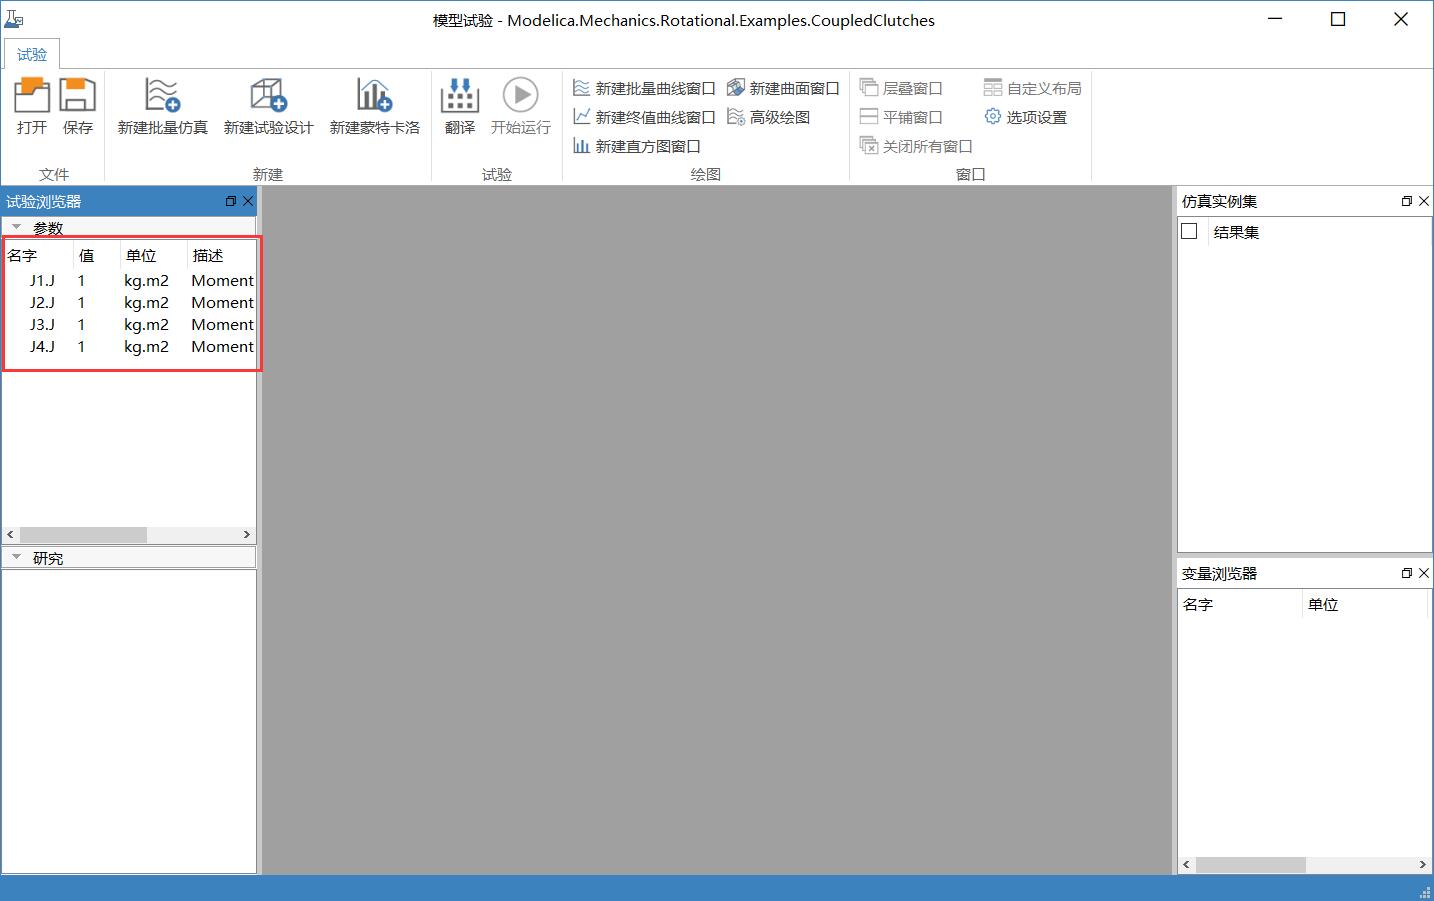 模型试验 - Modelica.Mechanics.Rotational.Examples.CoupledClutches
试验
打开 保存
文件
新建批量仿真 新建试验设计 新建蒙特卡洛
新建
翻译 开始运行
试验
新建批量曲线窗口 新建曲面窗口
新建终值曲线窗口 高级绘图
新建直方图窗口
绘图
层叠窗口 自定义布局
平铺窗口 选项设置
关闭所有窗口
窗口
试验浏览器
参数
名字 值 单位 描述
J1.J 1 kg.m2 Moment
J2.J 1 kg.m2 Moment
J3.J 1 kg.m2 Moment
J4.J 1 kg.m2 Moment
研究
仿真实例集
结果集
变量浏览器
名字 单位